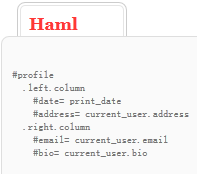 Haml
#profile
  .left.column
    #date= print_date
    #address= current_user.address
  .right.column
    #email= current_user.email
    #bio= current_user.bio